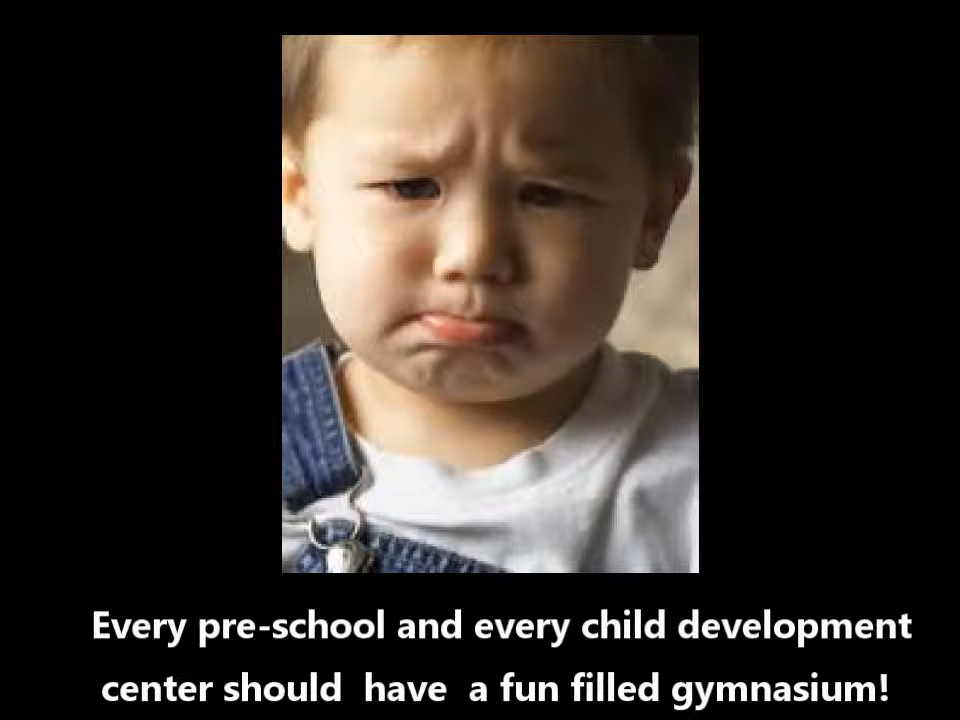 Every pre-school and every child development
center should have a fun filled gymnasium!